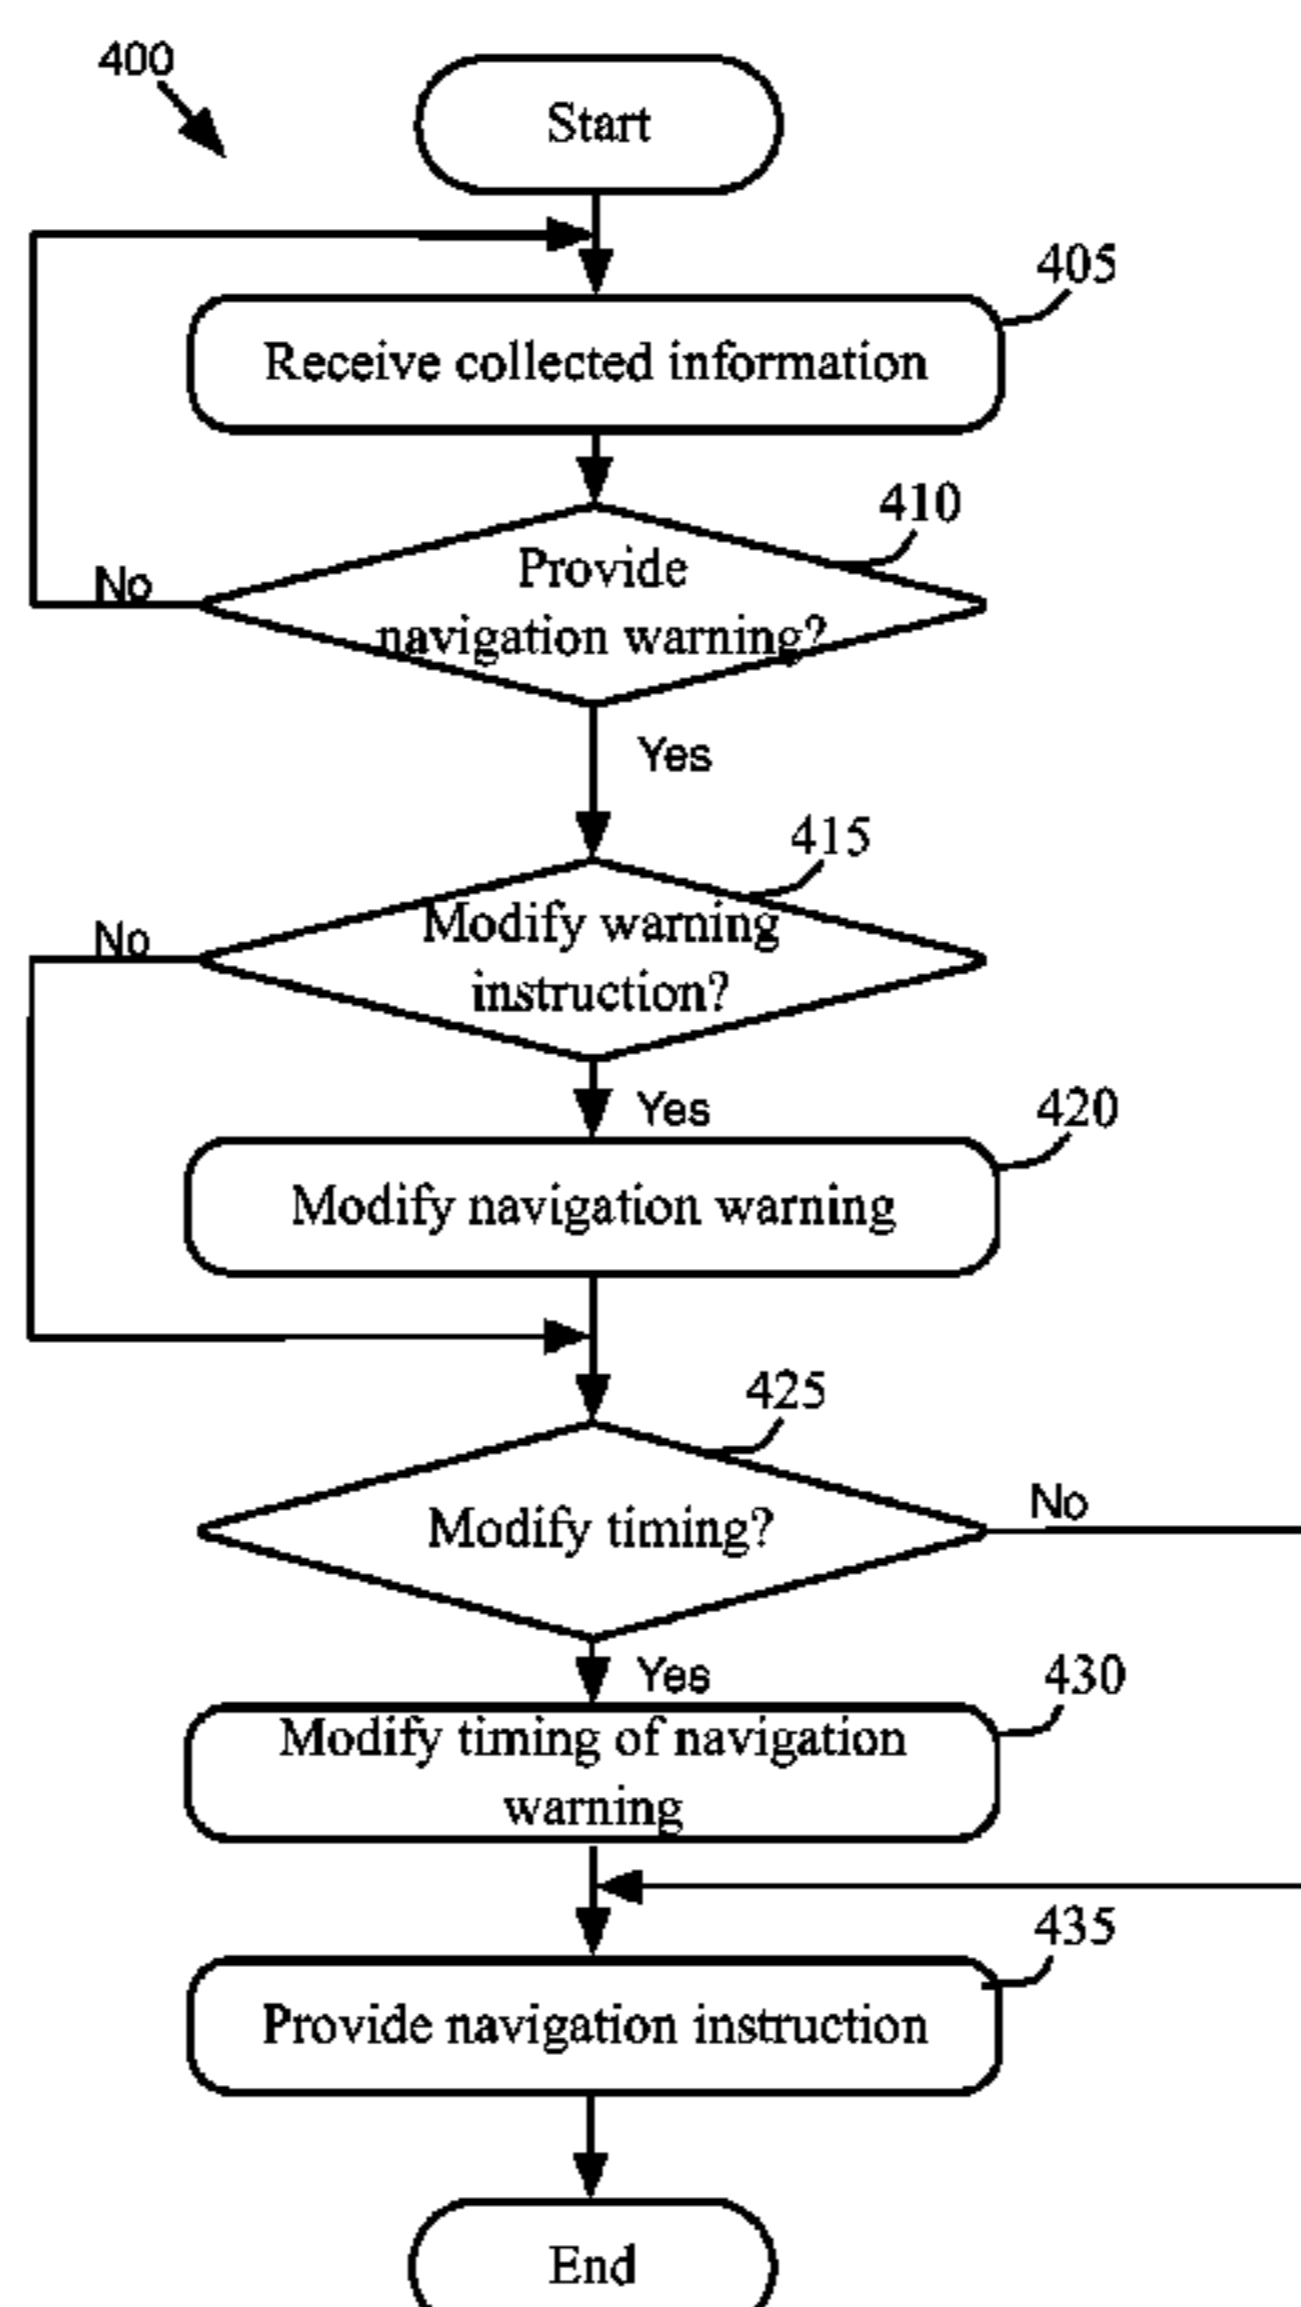 400
Start
405
Receive collected information
410
Provide
navigation warning?
No
Yes
415
Modify warning
instruction?
No
Yes
420
Modify navigation warning
425
Modify timing?
No
Yes
430
Modify timing of navigation
warning
435
Provide navigation instruction
End